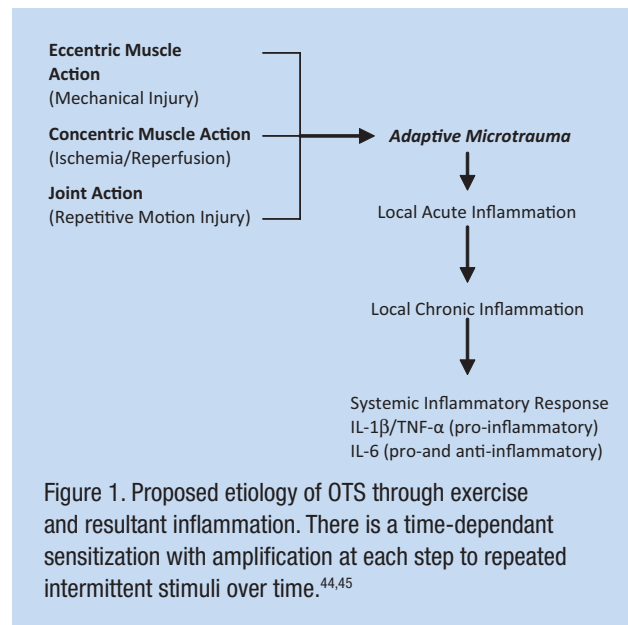 Eccentric Muscle
Action
(Mechanical Injury)
Concentric Muscle Action
(Ischemia/Reperfusion)
Joint Action
(Repetitive Motion Injury)
Adaptive Microtrauma
Local Acute Inflammation
Local Chronic Inflammation
Systemic Inflammatory Response
IL-1β/TNF-α (pro-inflammatory)
IL-6 (pro-and anti-inflammatory)
Figure 1. Proposed etiology of OTS through exercise
and resultant inflammation. There is a time-dependant
sensitization with amplification at each step to repeated
intermittent stimuli over time.44,45